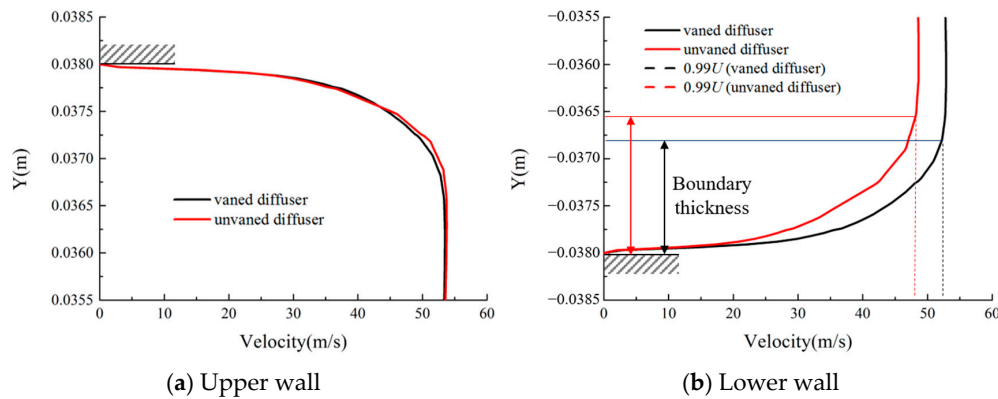 0.0385
0.0380
0.0375
0.0370
0.0365
0.0360
0.0355
Y(m)
vaned diffuser
unvaned diffuser
0 10 20 30 40 50 60
Velocity(m/s)
(a) Upper wall
−0.0355
−0.0360
−0.0365
−0.0370
−0.0375
−0.0380
−0.0385
Y(m)
vaned diffuser
unvaned diffuser
0.99U (vaned diffuser)
0.99U (unvaned diffuser)
Boundary
thickness
0 10 20 30 40 50 60
Velocity(m/s)
(b) Lower wall